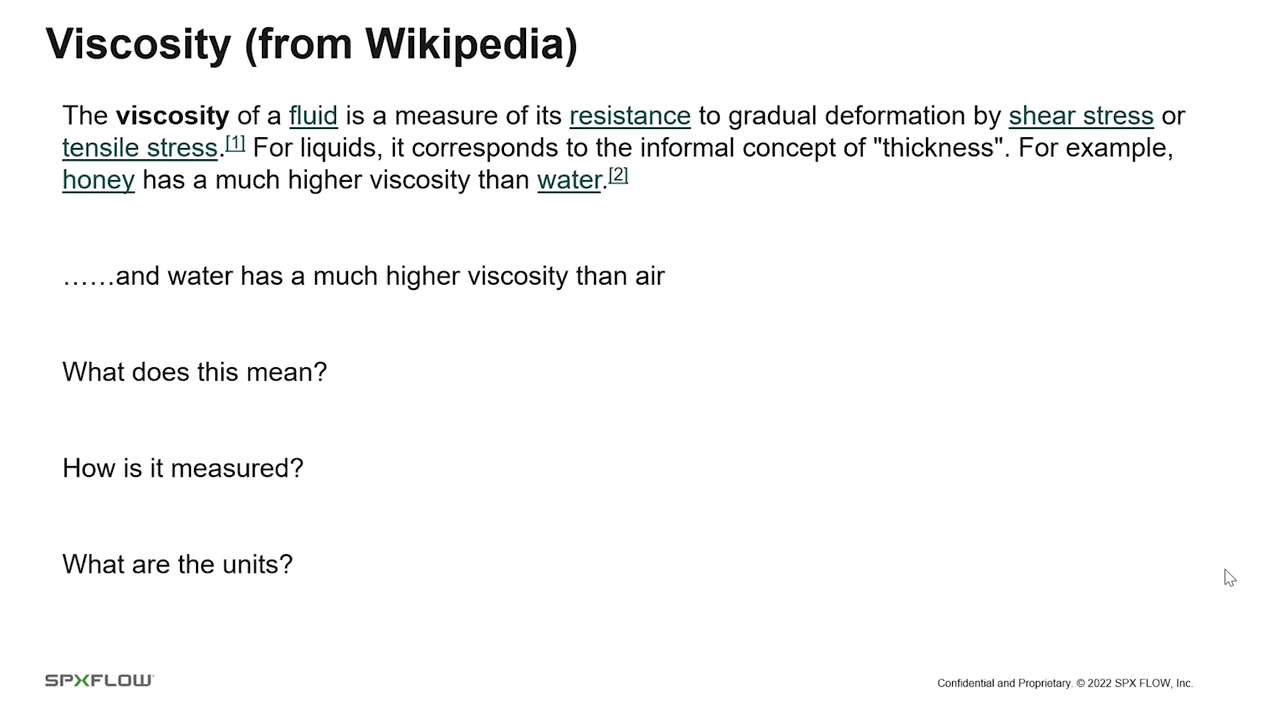 Viscosity (from Wikipedia)
The viscosity of a fluid is a measure of its resistance to gradual deformation by shear stress or
tensile stress.[1] For liquids, it corresponds to the informal concept of "thickness". For example,
honey has a much higher viscosity than water.[2]
……and water has a much higher viscosity than air
What does this mean?
How is it measured?
What are the units?
SPXFLOW
Confidential and Proprietary. © 2022 SPX FLOW, Inc.